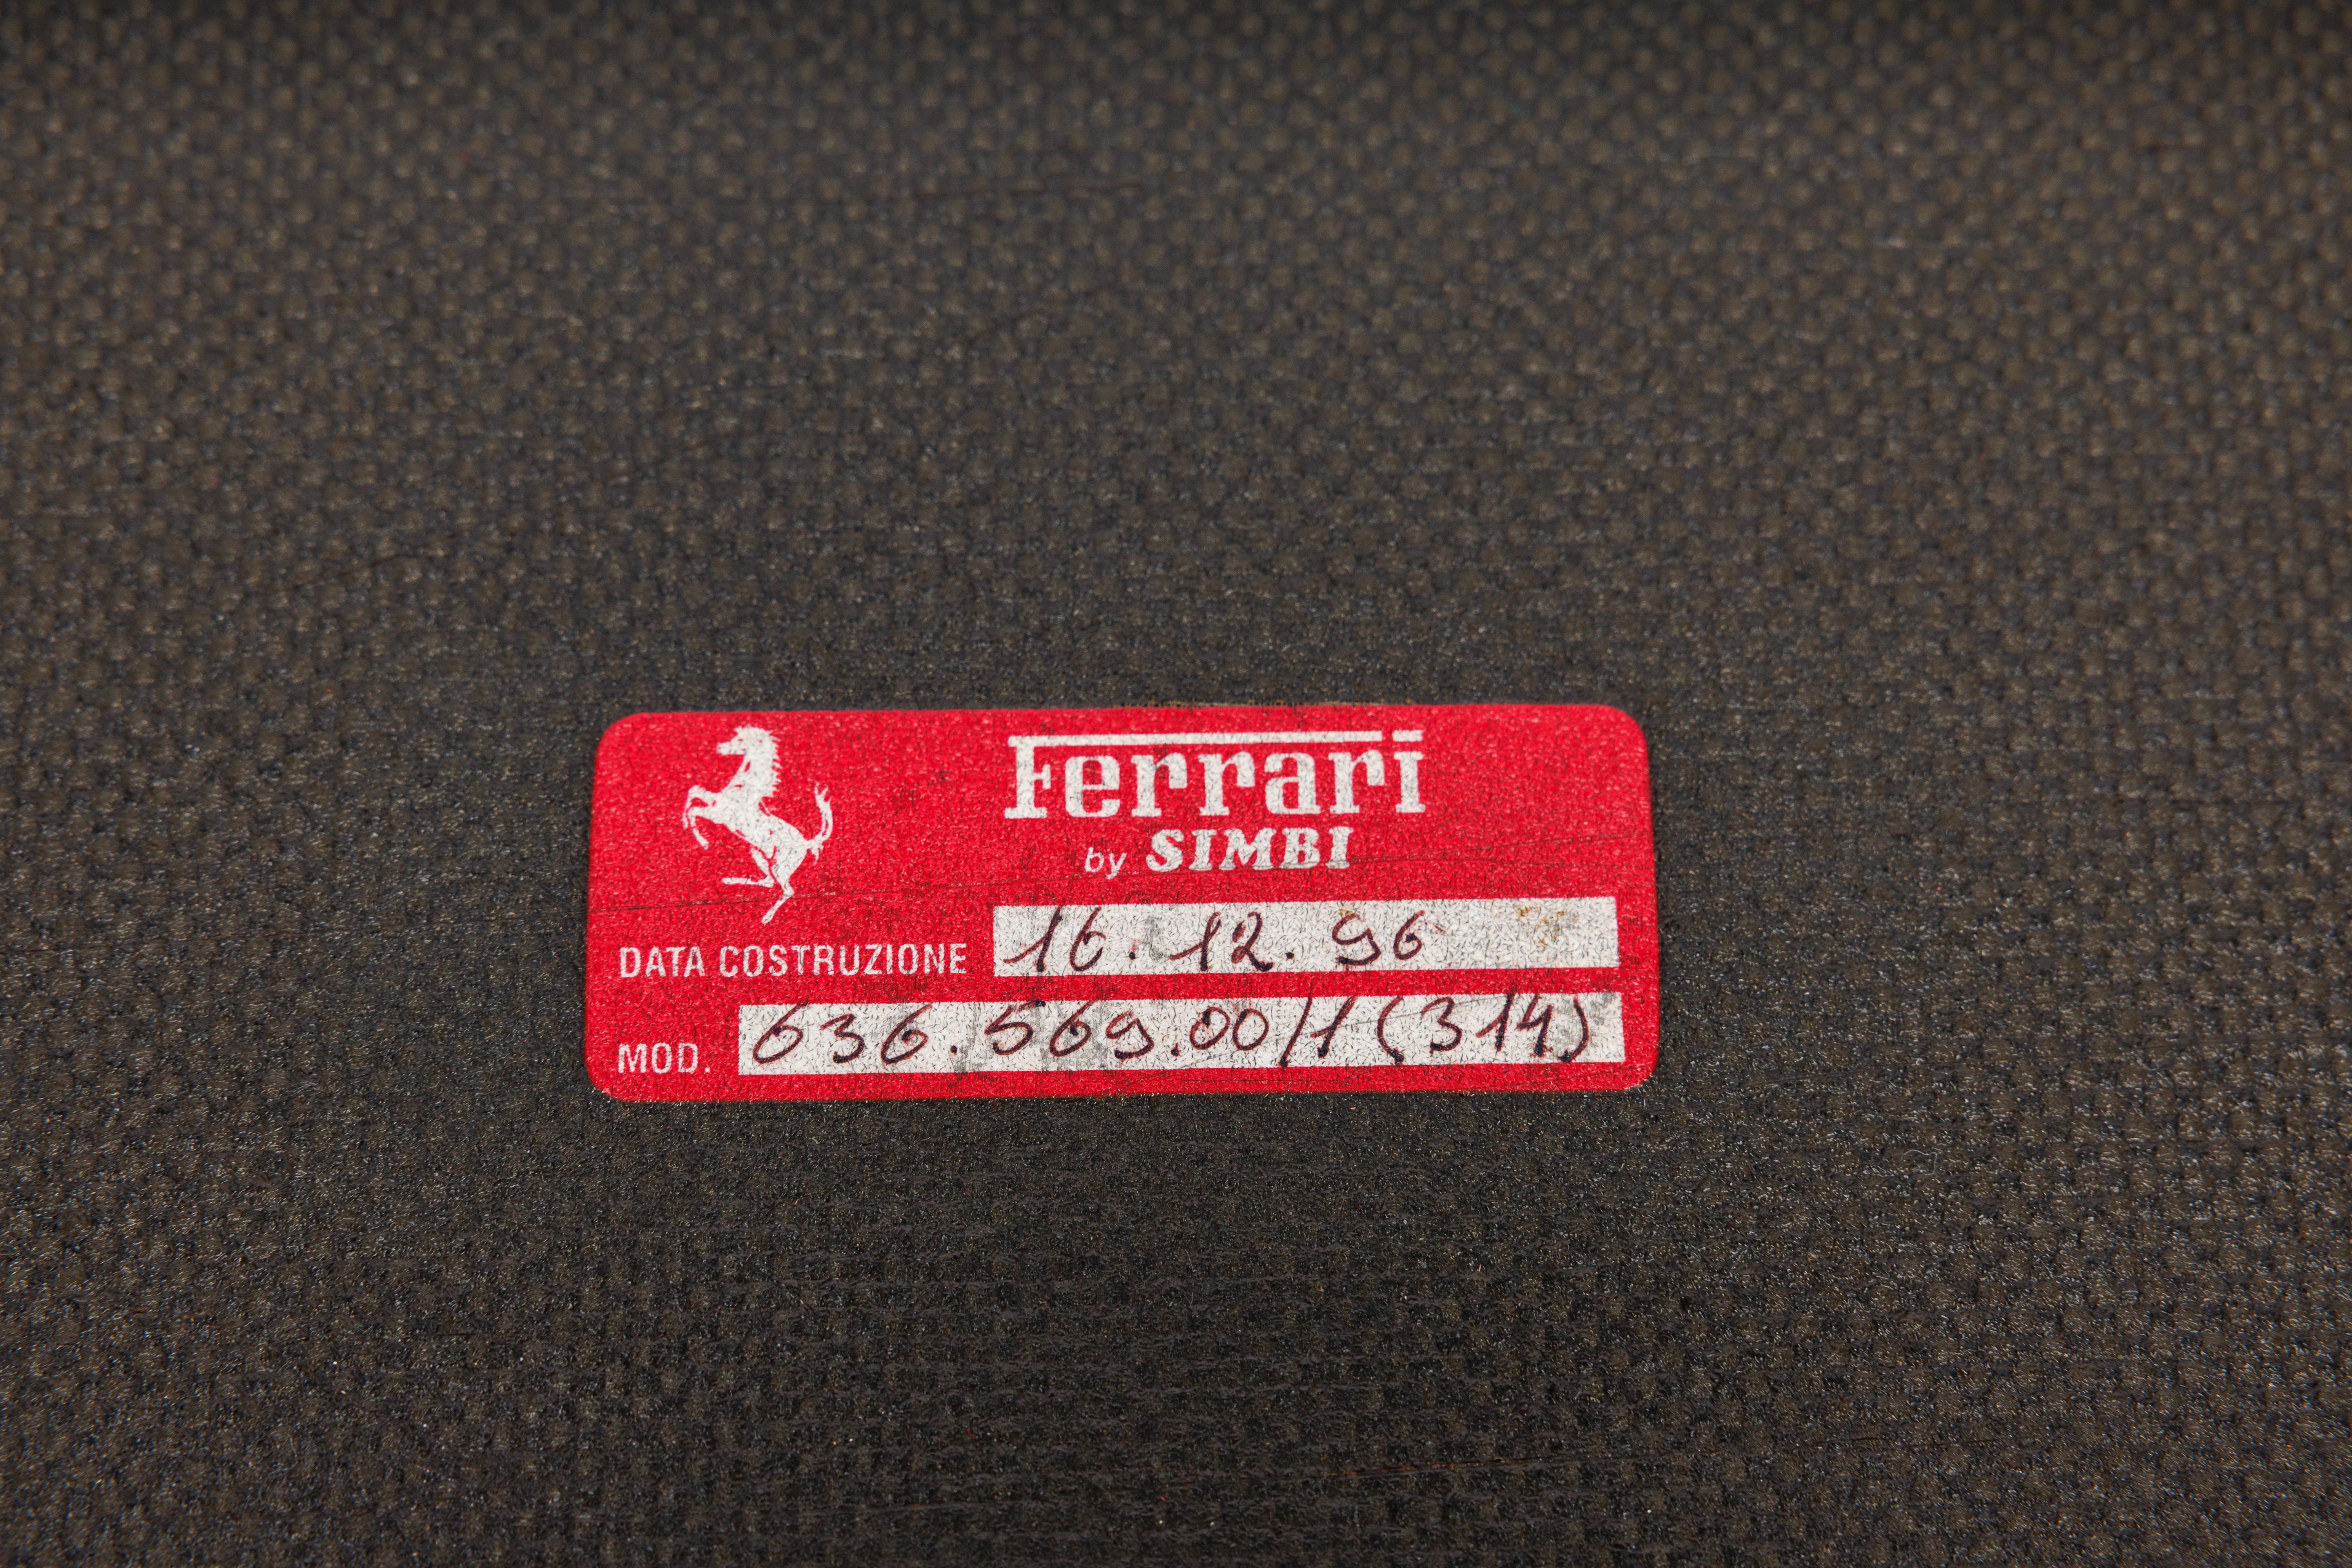 Ferrari
by SIMBI
DATA COSTRUZIONE 16.12.96
MOD. 636.569.00/1 (314)